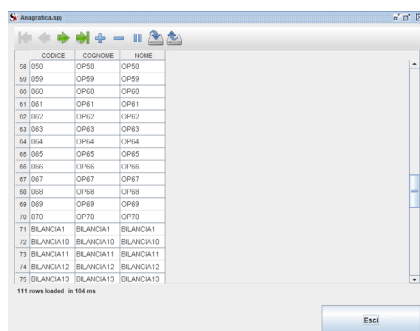 Anagrafica.spj
CODICE COGNOME NOME
58 050 OP50 OP50
59 059 OP59 OP59
60 060 OP60 OP60
61 061 OP61 OP61
62 062 OP62 OP62
63 063 OP63 OP63
64 064 OP64 OP64
65 065 OP65 OP65
66 066 OP66 OP66
67 067 OP67 OP67
68 068 OP68 OP68
69 069 OP69 OP69
70 070 OP70 OP70
71 BILANCIA1 BILANCIA1 BILANCIA1
72 BILANCIA10 BILANCIA10 BILANCIA10
73 BILANCIA11 BILANCIA11 BILANCIA11
74 BILANCIA12 BILANCIA12 BILANCIA12
75 BILANCIA13 BILANCIA13 BILANCIA13
111 rows loaded in 104 ms
Esci